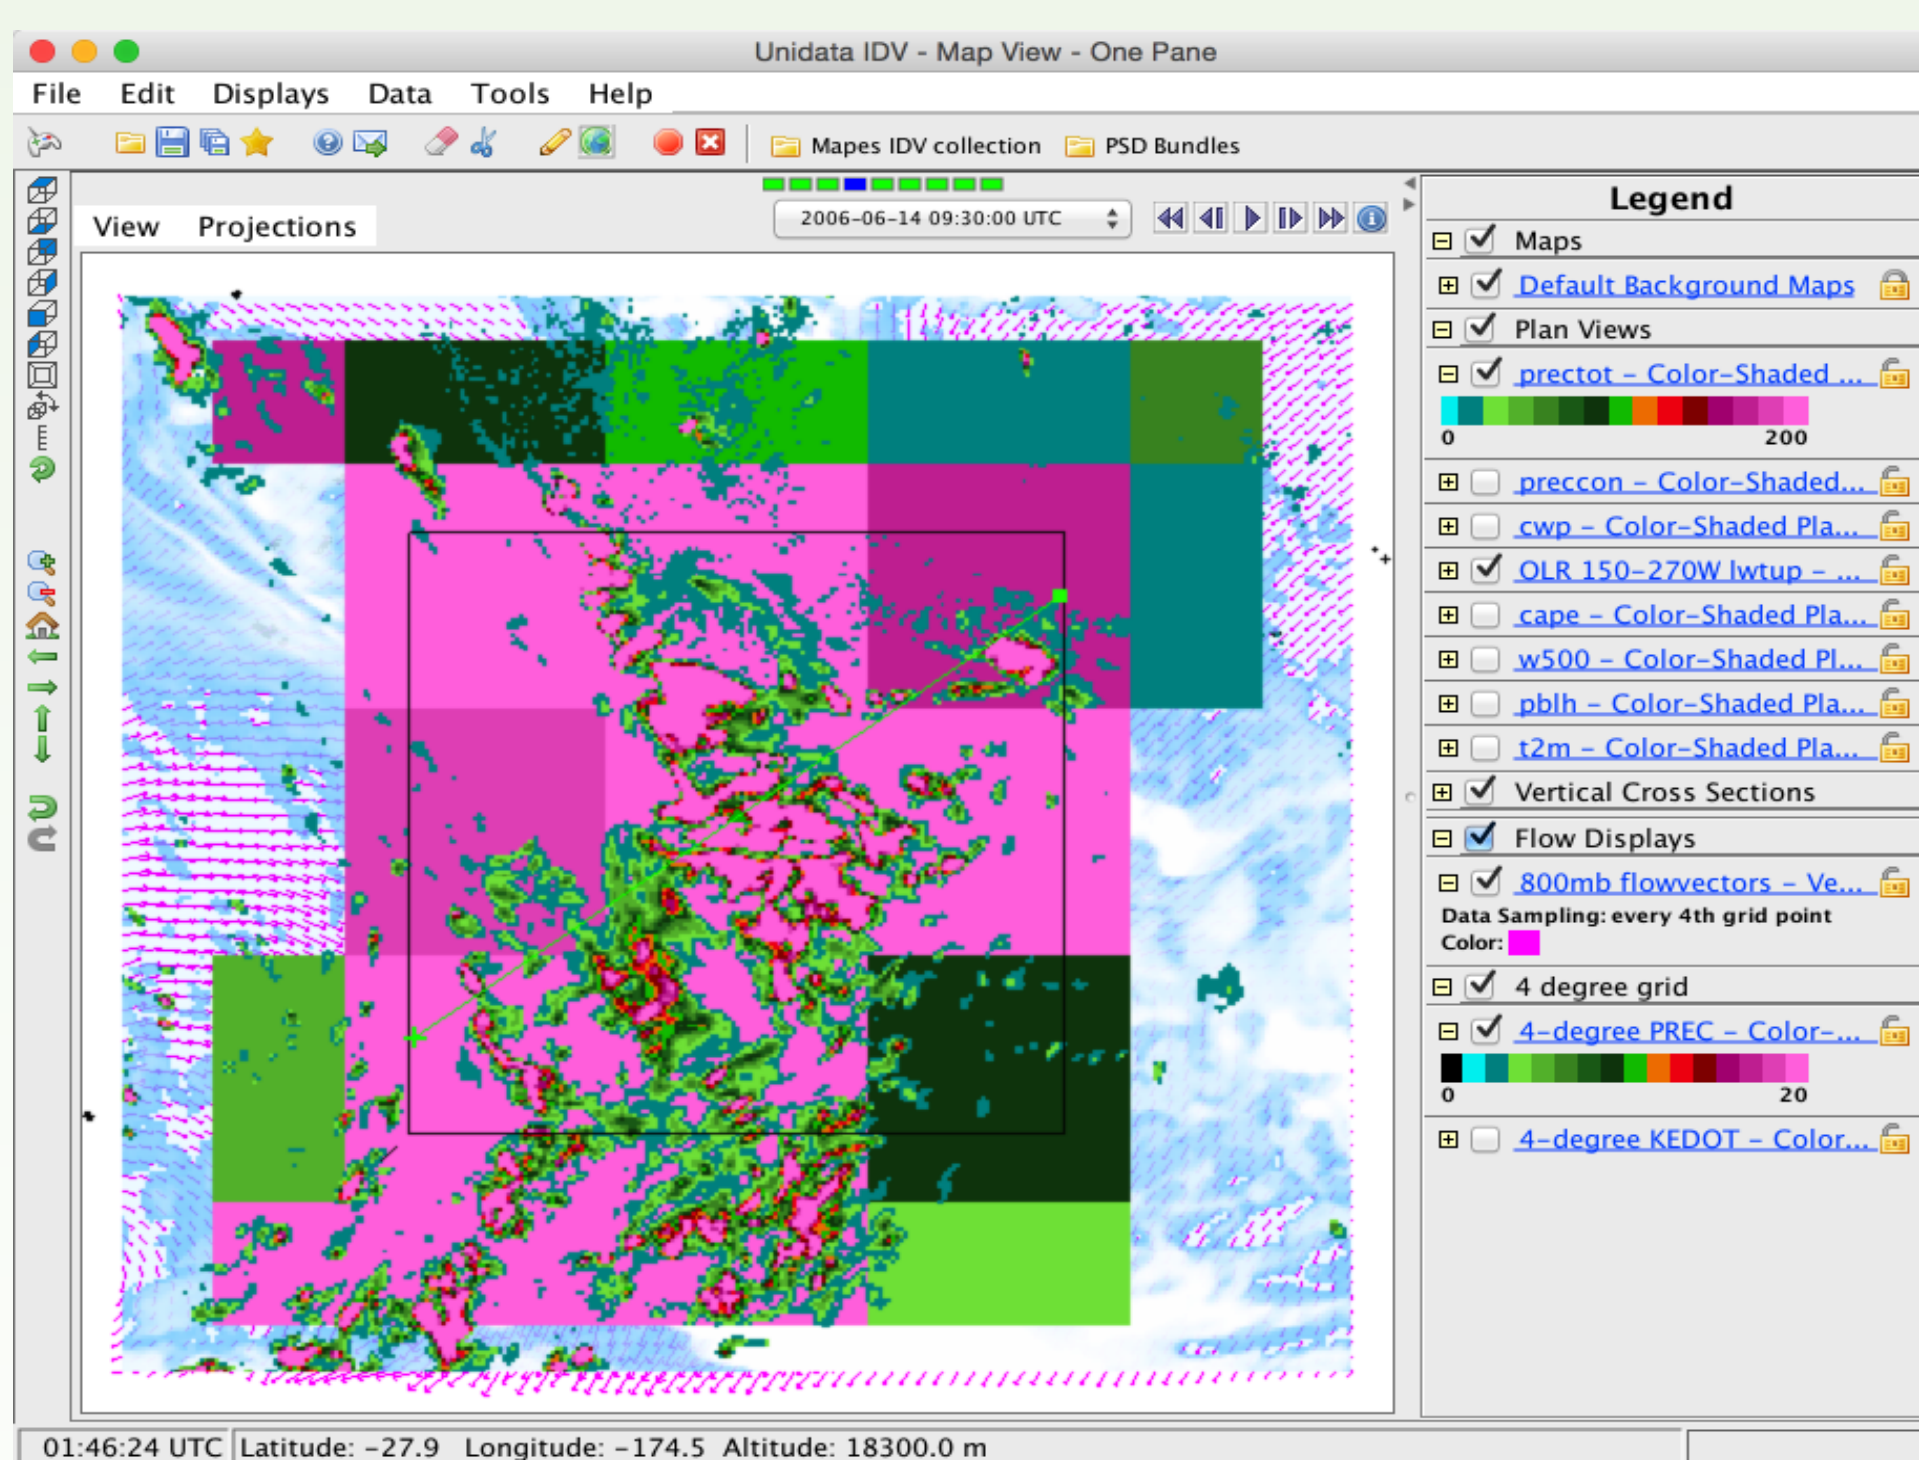 Unidata IDV - Map View - One Pane
File Edit Displays Data Tools Help
Mapes IDV collection PSD Bundles
View Projections
2006-06-14 09:30:00 UTC
Legend
Maps
Default Background Maps
Plan Views
prectot - Color-Shaded ...
0 200
preccon - Color-Shaded...
cwp - Color-Shaded Pla...
OLR 150-270W lwtup - ...
cape - Color-Shaded Pla...
w500 - Color-Shaded Pl...
pblh - Color-Shaded Pla...
t2m - Color-Shaded Pla...
Vertical Cross Sections
Flow Displays
800mb flowvectors - Ve...
Data Sampling: every 4th grid point
Color:
4 degree grid
4-degree PREC - Color-...
0 20
4-degree KEDOT - Color...
01:46:24 UTC Latitude: -27.9 Longitude: -174.5 Altitude: 18300.0 m